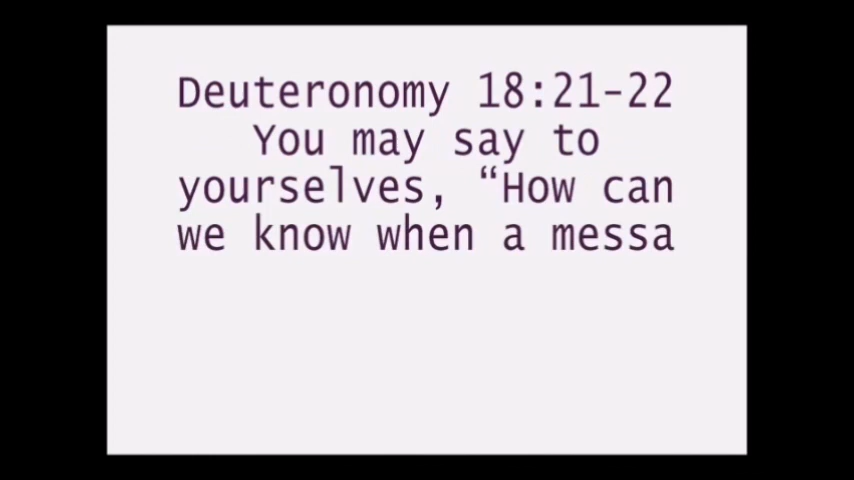 Deuteronomy 18:21-22
You may say to
yourselves, “How can
we know when a messa